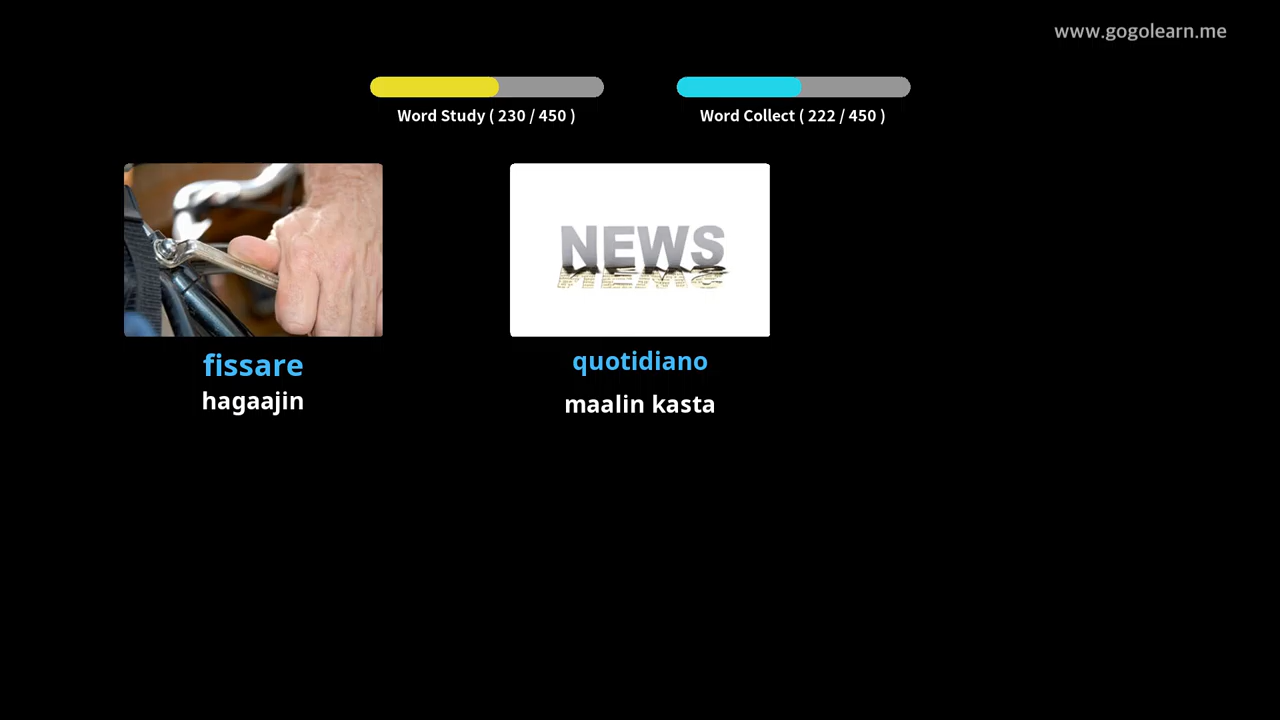 www.gogolearn.me
Word Study ( 230 / 450 )
Word Collect ( 222 / 450 )
NEWS
fissare
hagaajin
quotidiano
maalin kasta